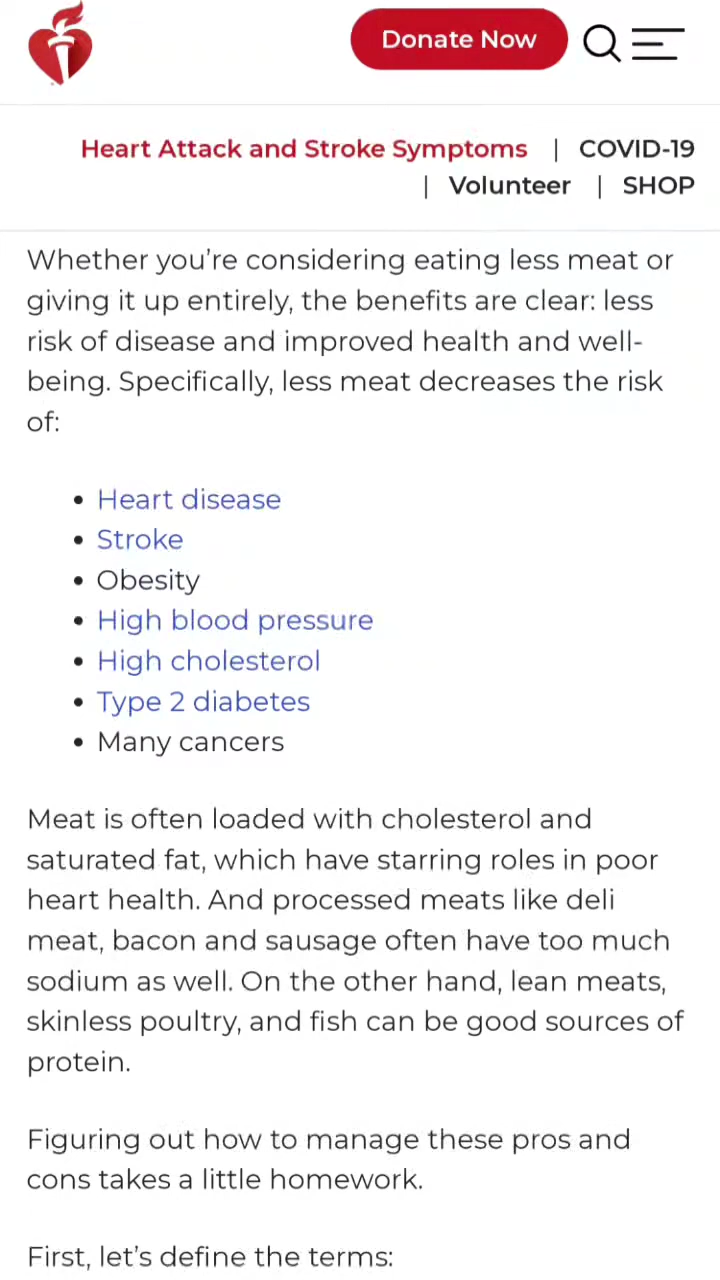 Donate Now
Heart Attack and Stroke Symptoms | COVID-19
| Volunteer | SHOP
Whether you're considering eating less meat or
giving it up entirely, the benefits are clear: less
risk of disease and improved health and well-
being. Specifically, less meat decreases the risk
of:
• Heart disease
• Stroke
• Obesity
• High blood pressure
• High cholesterol
• Type 2 diabetes
• Many cancers
Meat is often loaded with cholesterol and
saturated fat, which have starring roles in poor
heart health. And processed meats like deli
meat, bacon and sausage often have too much
sodium as well. On the other hand, lean meats,
skinless poultry, and fish can be good sources of
protein.
Figuring out how to manage these pros and
cons takes a little homework.
First, let's define the terms: